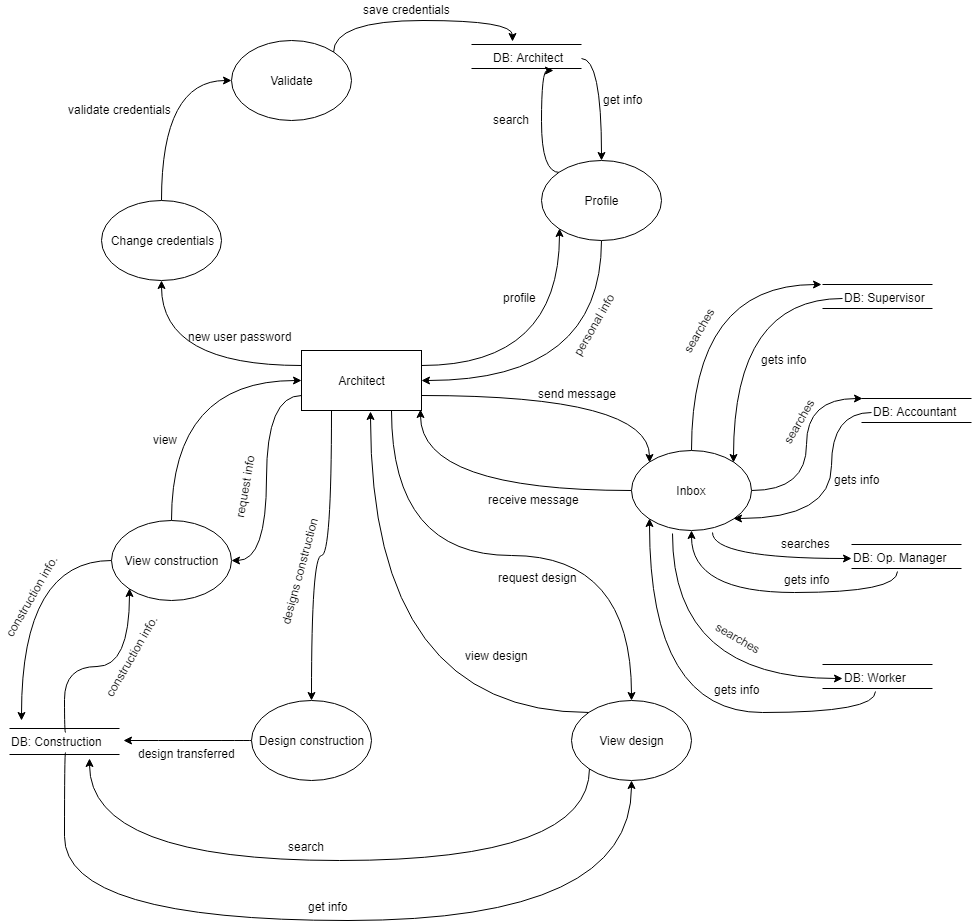 save credentials
DB: Architect
Validate
get info
validate credentials
search
Profile
Change credentials
profile
personal info
searches
DB: Supervisor
new user password
gets info
Architect
send message
searches
DB: Accountant
view
request info
receive message
Inbox
gets info
designs construction
searches
DB: Op. Manager
View construction
request design
gets info
construction info.
construction info.
searches
view design
DB: Worker
gets info
DB: Construction
design transferred
Design construction
View design
search
get info